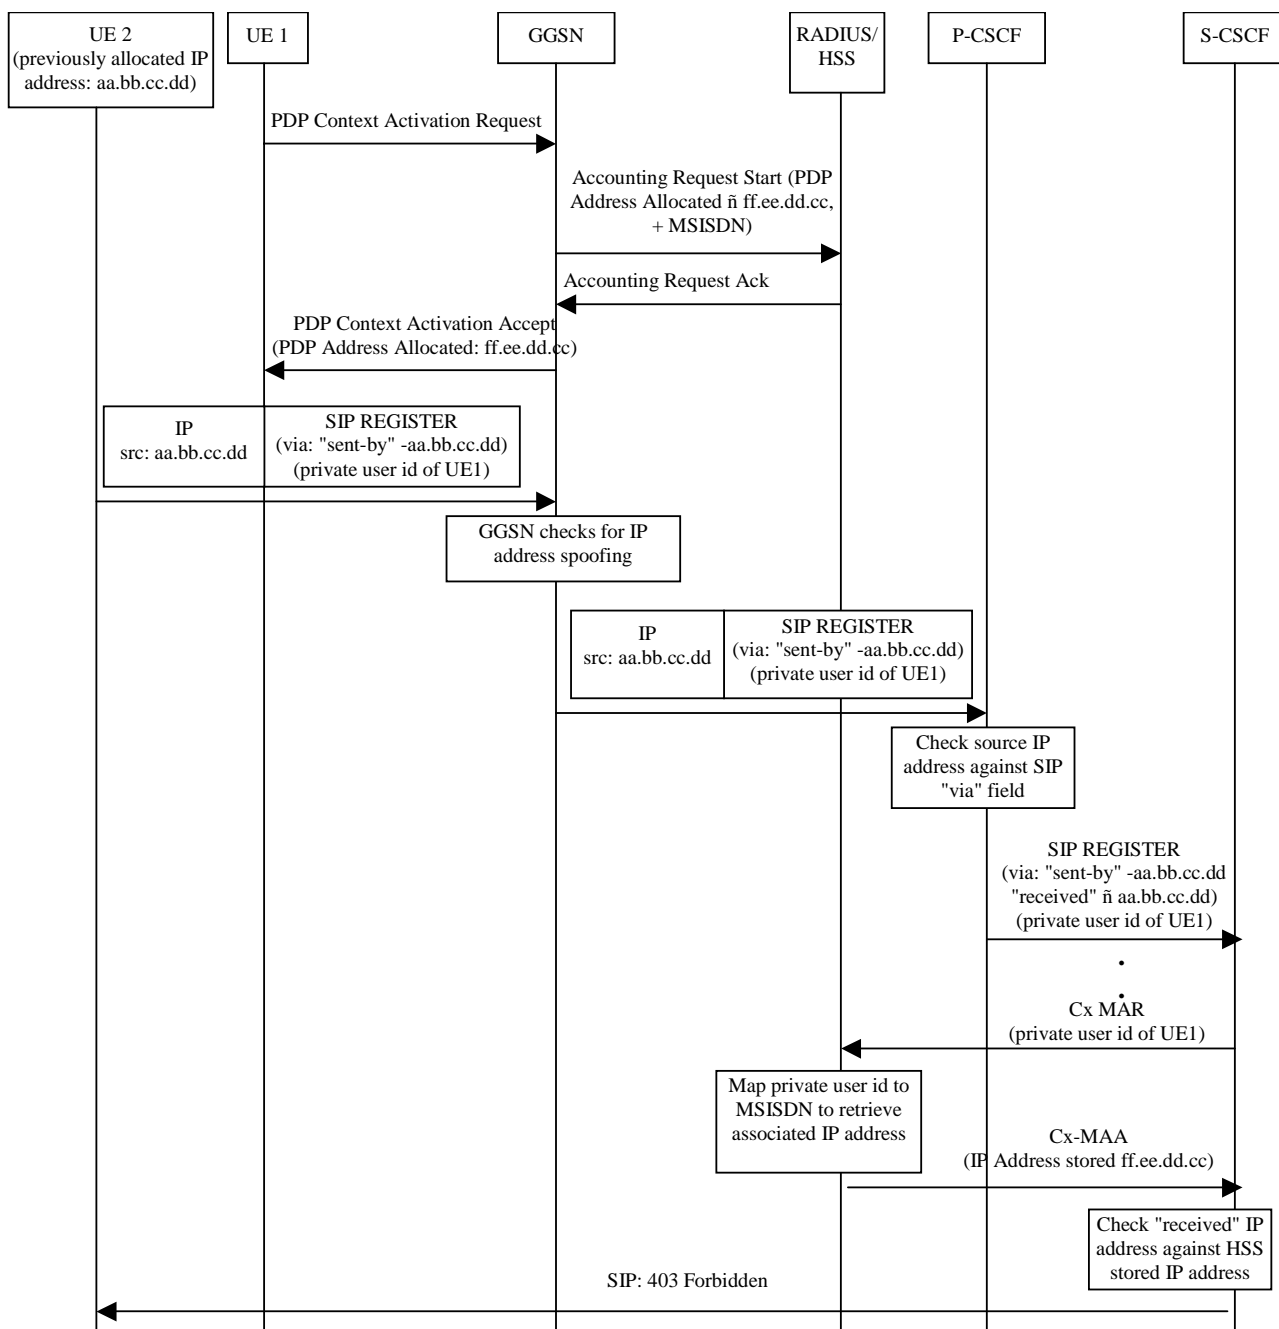 UE 2
(previously allocated IP
address: aa.bb.cc.dd)
UE 1
GGSN
RADIUS/
HSS
P-CSCF
S-CSCF
PDP Context Activation Request
Accounting Request Start (PDP
Address Allocated ñ ff.ee.dd.cc,
+ MSISDN)
Accounting Request Ack
PDP Context Activation Accept
(PDP Address Allocated: ff.ee.dd.cc)
IP
src: aa.bb.cc.dd
SIP REGISTER
(via: "sent-by" -aa.bb.cc.dd)
(private user id of UE1)
GGSN checks for IP
address spoofing
IP
src: aa.bb.cc.dd
SIP REGISTER
(via: "sent-by" -aa.bb.cc.dd)
(private user id of UE1)
Check source IP
address against SIP
"via" field
SIP REGISTER
(via: "sent-by" -aa.bb.cc.dd
"received" ñ aa.bb.cc.dd)
(private user id of UE1)
Cx MAR
(private user id of UE1)
Map private user id to
MSISDN to retrieve
associated IP address
Cx-MAA
(IP Address stored ff.ee.dd.cc)
Check "received" IP
address against HSS
stored IP address
SIP: 403 Forbidden